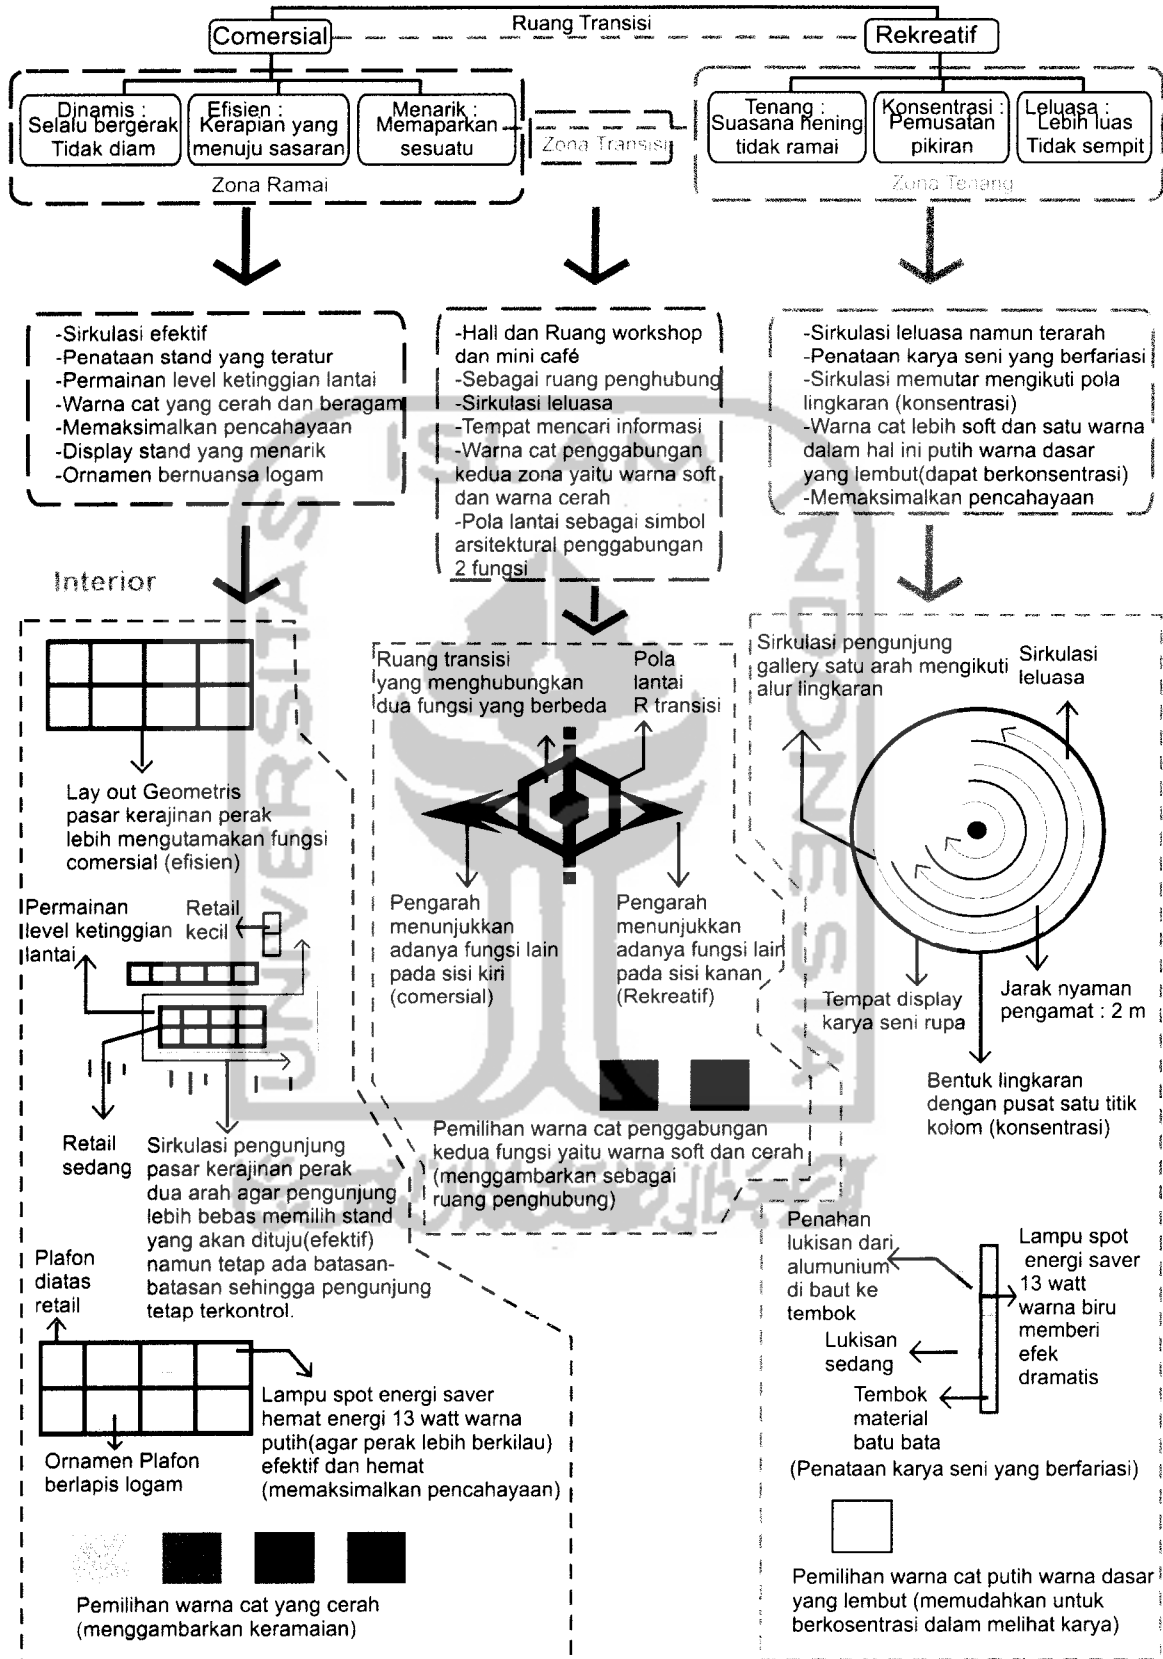 Ruang Transisi
Comersial
Rekreatif
Dinamis :
Selalu bergerak
Tidak diam
Efisien :
Kerapian yang
menuju sasaran
Menarik :
Memaparkan
sesuatu
Zona Ramai
Zona Transisi
Tenang :
Suasana hening
tidak ramai
Konsentrasi :
Pemusatan
pikiran
Leluasa :
Lebih luas
Tidak sempit
Zona Tenang
-Sirkulasi efektif
-Penataan stand yang teratur
-Permainan level ketinggian lantai
-Warna cat yang cerah dan beragam
-Memaksimalkan pencahayaan
-Display stand yang menarik
-Ornamen bernuansa logam
-Hall dan Ruang workshop
dan mini café
-Sebagai ruang penghubung
-Sirkulasi leluasa
-Tempat mencari informasi
-Warna cat penggabungan
kedua zona yaitu warna soft
dan warna cerah
-Pola lantai sebagai simbol
arsitektural penggabungan
2 fungsi
-Sirkulasi leluasa namun terarah
-Penataan karya seni yang berfariasi
-Sirkulasi memutar mengikuti pola
lingkaran (konsentrasi)
-Warna cat lebih soft dan satu warna
dalam hal ini putih warna dasar
yang lembut(dapat berkonsentrasi)
-Memaksimalkan pencahayaan
Interior
Lay out Geometris
pasar kerajinan perak
lebih mengutamakan fungsi
comersial (efisien)
Permainan
level ketinggian
lantai
Retail
kecil
Retail
sedang
Sirkulasi pengunjung
pasar kerajinan perak
dua arah agar pengunjung
lebih bebas memilih stand
yang akan dituju(efektif)
namun tetap ada batasan-
batasan sehingga pengunjung
tetap terkontrol.
Plafon
diatas
retail
Lampu spot energi saver
hemat energi 13 watt warna
putih(agar perak lebih berkilau)
efektif dan hemat
(memaksimalkan pencahayaan)
Ornamen Plafon
berlapis logam
Pemilihan warna cat yang cerah
(menggambarkan keramaian)
Ruang transisi
yang menghubungkan
dua fungsi yang berbeda
Pola
lantai
R transisi
Pengarah
menunjukkan
adanya fungsi lain
pada sisi kiri
(comersial)
Pengarah
menunjukkan
adanya fungsi lain
pada sisi kanan
(Rekreatif)
Pemilihan warna cat penggabungan
kedua fungsi yaitu warna soft dan cerah
(menggambarkan sebagai
ruang penghubung)
Sirkulasi pengunjung
gallery satu arah mengikuti
alur lingkaran
Sirkulasi
leluasa
Tempat display
karya seni rupa
Jarak nyaman
pengamat : 2 m
Bentuk lingkaran
dengan pusat satu titik
kolom (konsentrasi)
Penahan
lukisan dari
alumunium
di baut ke
tembok
Lukisan
sedang
Tembok
material
batu bata
Lampu spot
energi saver
13 watt
warna biru
memberi
efek
dramatis
(Penataan karya seni yang berfariasi)
Pemilihan warna cat putih warna dasar
yang lembut (memudahkan untuk
berkosentrasi dalam melihat karya)
UNIVERSITAS
ISLAM
INDONESIA